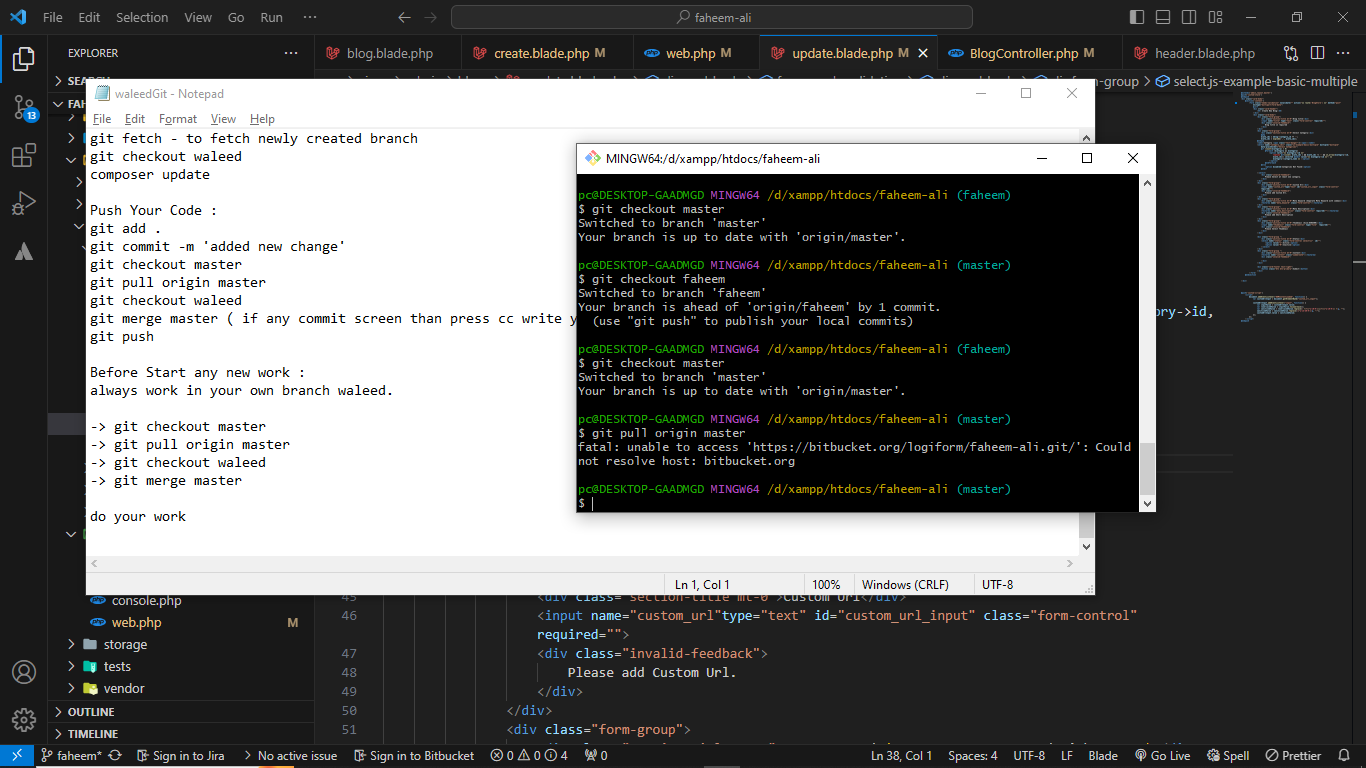 File Edit Selection View Go Run ··· faheem-ali
EXPLORER ···
blog.blade.php
create.blade.php M
web.php M
update.blade.php M
BlogController.php M
header.blade.php
select.js-example-basic-multiple
waleedGit - Notepad
File Edit Format View Help
git fetch - to fetch newly created branch
git checkout waleed
composer update
Push Your Code :
git add .
git commit -m 'added new change'
git checkout master
git pull origin master
git checkout waleed
git merge master ( if any commit screen than press cc write y
git push
Before Start any new work :
always work in your own branch waleed.
-> git checkout master
-> git pull origin master
-> git checkout waleed
-> git merge master
do your work
Ln 1, Col 1 100% Windows (CRLF) UTF-8
MINGW64:/d/xampp/htdocs/faheem-ali
pc@DESKTOP-GAADMGD MINGW64 /d/xampp/htdocs/faheem-ali (faheem)
$ git checkout master
Switched to branch 'master'
Your branch is up to date with 'origin/master'.
pc@DESKTOP-GAADMGD MINGW64 /d/xampp/htdocs/faheem-ali (master)
$ git checkout faheem
Switched to branch 'faheem'
Your branch is ahead of 'origin/faheem' by 1 commit.
(use "git push" to publish your local commits)
pc@DESKTOP-GAADMGD MINGW64 /d/xampp/htdocs/faheem-ali (faheem)
$ git checkout master
Switched to branch 'master'
Your branch is up to date with 'origin/master'.
pc@DESKTOP-GAADMGD MINGW64 /d/xampp/htdocs/faheem-ali (master)
$ git pull origin master
fatal: unable to access 'https://bitbucket.org/logiform/faheem-ali.git/': Could
not resolve host: bitbucket.org
pc@DESKTOP-GAADMGD MINGW64 /d/xampp/htdocs/faheem-ali (master)
$
ory->id,
13
console.php
web.php M
storage
tests
vendor
OUTLINE
TIMELINE
46 <input name="custom_url"type="text" id="custom_url_input" class="form-control"
required="">
47 <div class="invalid-feedback">
48 Please add Custom Url.
49 </div>
50 </div>
51 <div class="form-group">
faheem* Sign in to Jira No active issue Sign in to Bitbucket 0 0 4 0 Ln 38, Col 1 Spaces: 4 UTF-8 LF Blade Go Live Spell Prettier